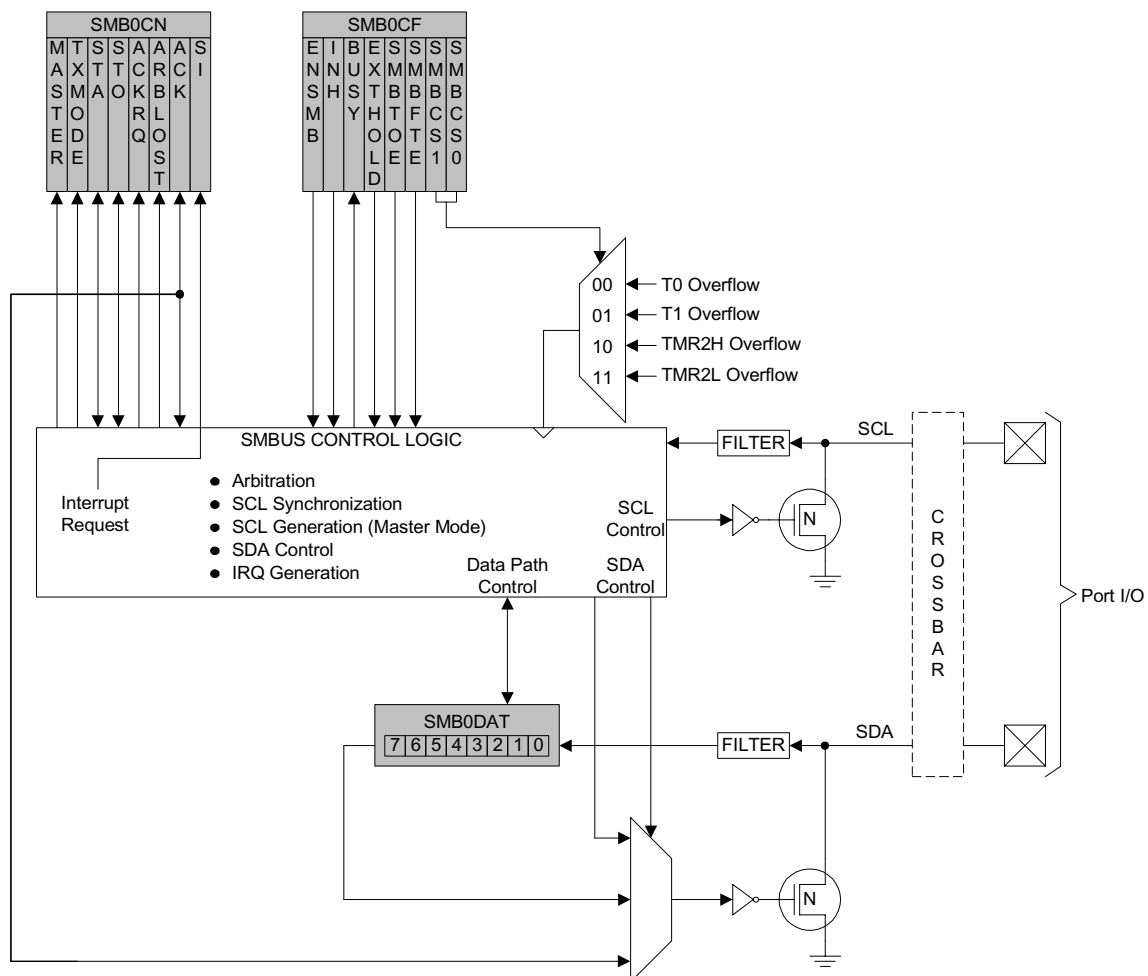 SMB0CN
MASTER
TXMODE
STA
STO
ACKRQ
ARBLOST
ACK
SI
SMB0CF
ENSMB
INH
BUSY
EXTHOLD
SMBTOE
SMBFTE
SMBCS1
SMBCS0
00
T0 Overflow
01
T1 Overflow
10
TMR2H Overflow
11
TMR2L Overflow
SMBUS CONTROL LOGIC
Interrupt
Request
● Arbitration
● SCL Synchronization
● SCL Generation (Master Mode)
● SDA Control
● IRQ Generation
SCL
Control
Data Path
Control
SDA
Control
FILTER
SCL
N
CROSSBAR
Port I/O
SMB0DAT
7 6 5 4 3 2 1 0
FILTER
SDA
N